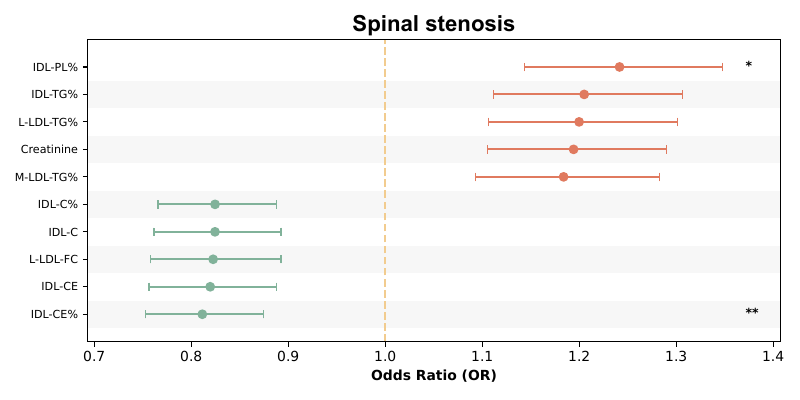 Spinal stenosis
IDL-PL%
*
IDL-TG%
L-LDL-TG%
Creatinine
M-LDL-TG%
IDL-C%
IDL-C
L-LDL-FC
IDL-CE
IDL-CE%
**
0.7 0.8 0.9 1.0 1.1 1.2 1.3 1.4
Odds Ratio (OR)